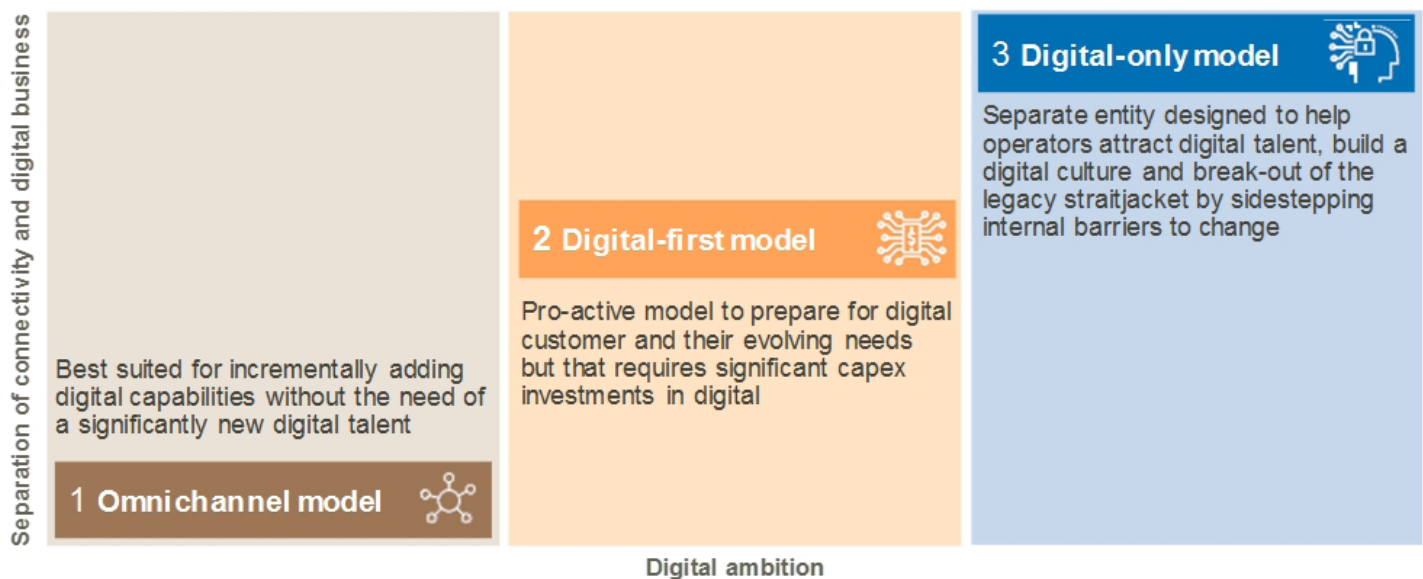 Separation of connectivity and digital business
Best suited for incrementally adding
digital capabilities without the need of
a significantly new digital talent
1 Omnichannel model
2 Digital-first model
Pro-active model to prepare for digital
customer and their evolving needs
but that requires significant capex
investments in digital
3 Digital-only model
Separate entity designed to help
operators attract digital talent, build a
digital culture and break-out of the
legacy straitjacket by sidestepping
internal barriers to change
Digital ambition